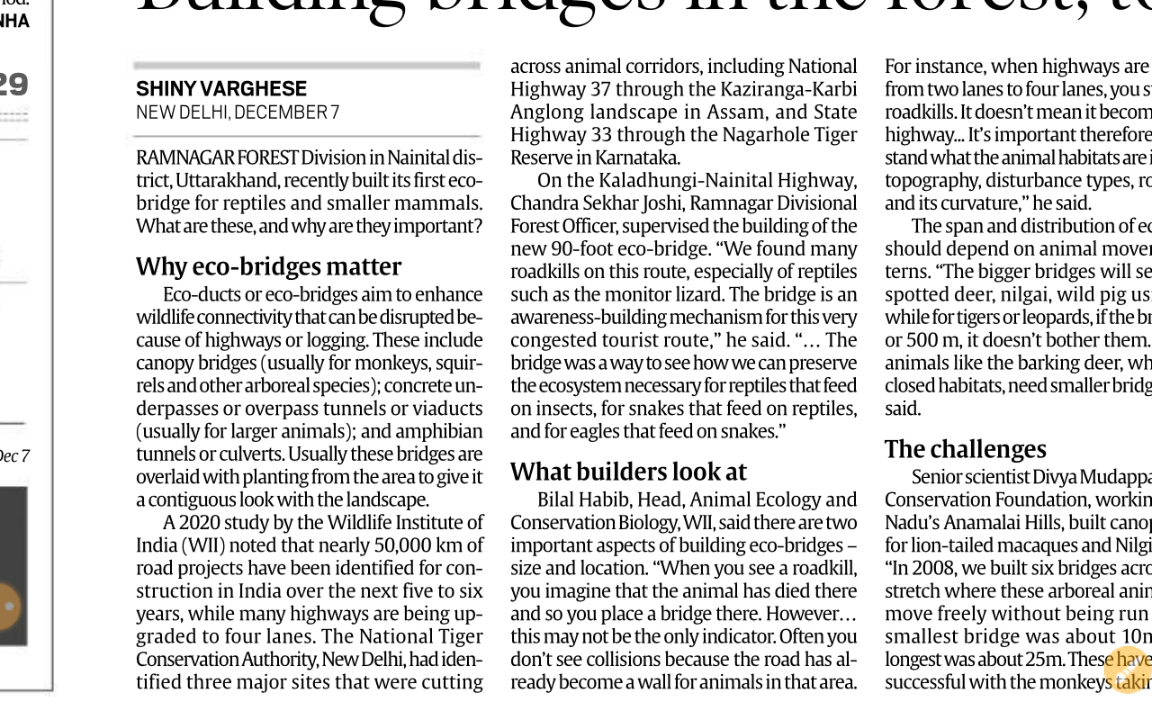 NHA
29
Dec 7
Building bridges in the forest, to
SHINY VARGHESE
NEW DELHI, DECEMBER 7
RAMNAGAR FOREST Division in Nainital dis-
trict, Uttarakhand, recently built its first eco-
bridge for reptiles and smaller mammals.
What are these, and why are they important?
Why eco-bridges matter
Eco-ducts or eco-bridges aim to enhance
wildlife connectivity that can be disrupted be-
cause of highways or logging. These include
canopy bridges (usually for monkeys, squir-
rels and other arboreal species); concrete un-
derpasses or overpass tunnels or viaducts
(usually for larger animals); and amphibian
tunnels or culverts. Usually these bridges are
overlaid with planting from the area to give it
a contiguous look with the landscape.
A 2020 study by the Wildlife Institute of
India (WII) noted that nearly 50,000 km of
road projects have been identified for con-
struction in India over the next five to six
years, while many highways are being up-
graded to four lanes. The National Tiger
Conservation Authority, New Delhi, had iden-
tified three major sites that were cutting
across animal corridors, including National
Highway 37 through the Kaziranga-Karbi
Anglong landscape in Assam, and State
Highway 33 through the Nagarhole Tiger
Reserve in Karnataka.
On the Kaladhungi-Nainital Highway,
Chandra Sekhar Joshi, Ramnagar Divisional
Forest Officer, supervised the building of the
new 90-foot eco-bridge. “We found many
roadkills on this route, especially of reptiles
such as the monitor lizard. The bridge is an
awareness-building mechanism for this very
congested tourist route,” he said. “… The
bridge was a way to see how we can preserve
the ecosystem necessary for reptiles that feed
on insects, for snakes that feed on reptiles,
and for eagles that feed on snakes.”
What builders look at
Bilal Habib, Head, Animal Ecology and
Conservation Biology, WII, said there are two
important aspects of building eco-bridges –
size and location. “When you see a roadkill,
you imagine that the animal has died there
and so you place a bridge there. However…
this may not be the only indicator. Often you
don’t see collisions because the road has al-
ready become a wall for animals in that area.
For instance, when highways are
from two lanes to four lanes, you
roadkills. It doesn’t mean it
highway... It’s important therefore
stand what the animal habitats are
topography, disturbance types,
and its curvature,” he said.
The span and distribution of
should depend on animal
terns. “The bigger bridges will
spotted deer, nilgai, wild pig
while for tigers or leopards, if the
or 500 m, it doesn’t bother them.
animals like the barking deer,
closed habitats, need smaller
said.
The challenges
Senior scientist Divya Mudappa
Conservation Foundation,
Nadu’s Anamalai Hills, built
for lion-tailed macaques and
“In 2008, we built six bridges
stretch where these arboreal
move freely without being run
smallest bridge was about 10m
longest was about 25m. These have
successful with the monkeys